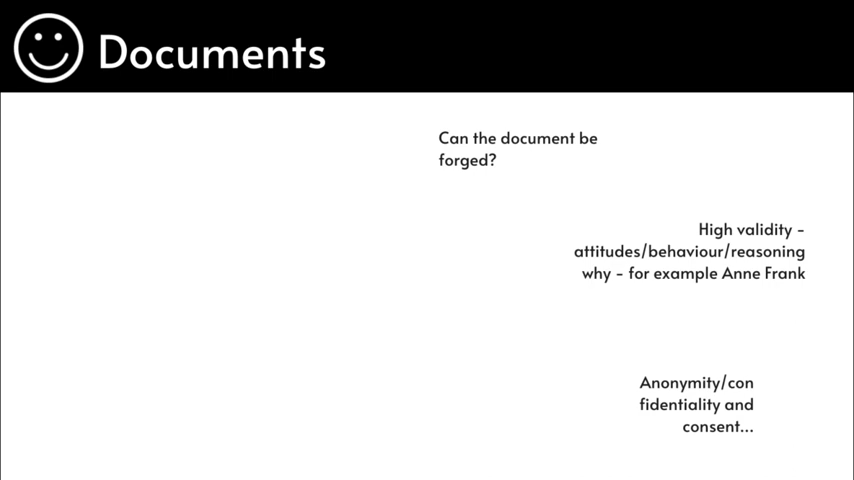 Documents
Can the document be
forged?
High validity -
attitudes/behaviour/reasoning
why - for example Anne Frank
Anonymity/con
fidentiality and
consent...